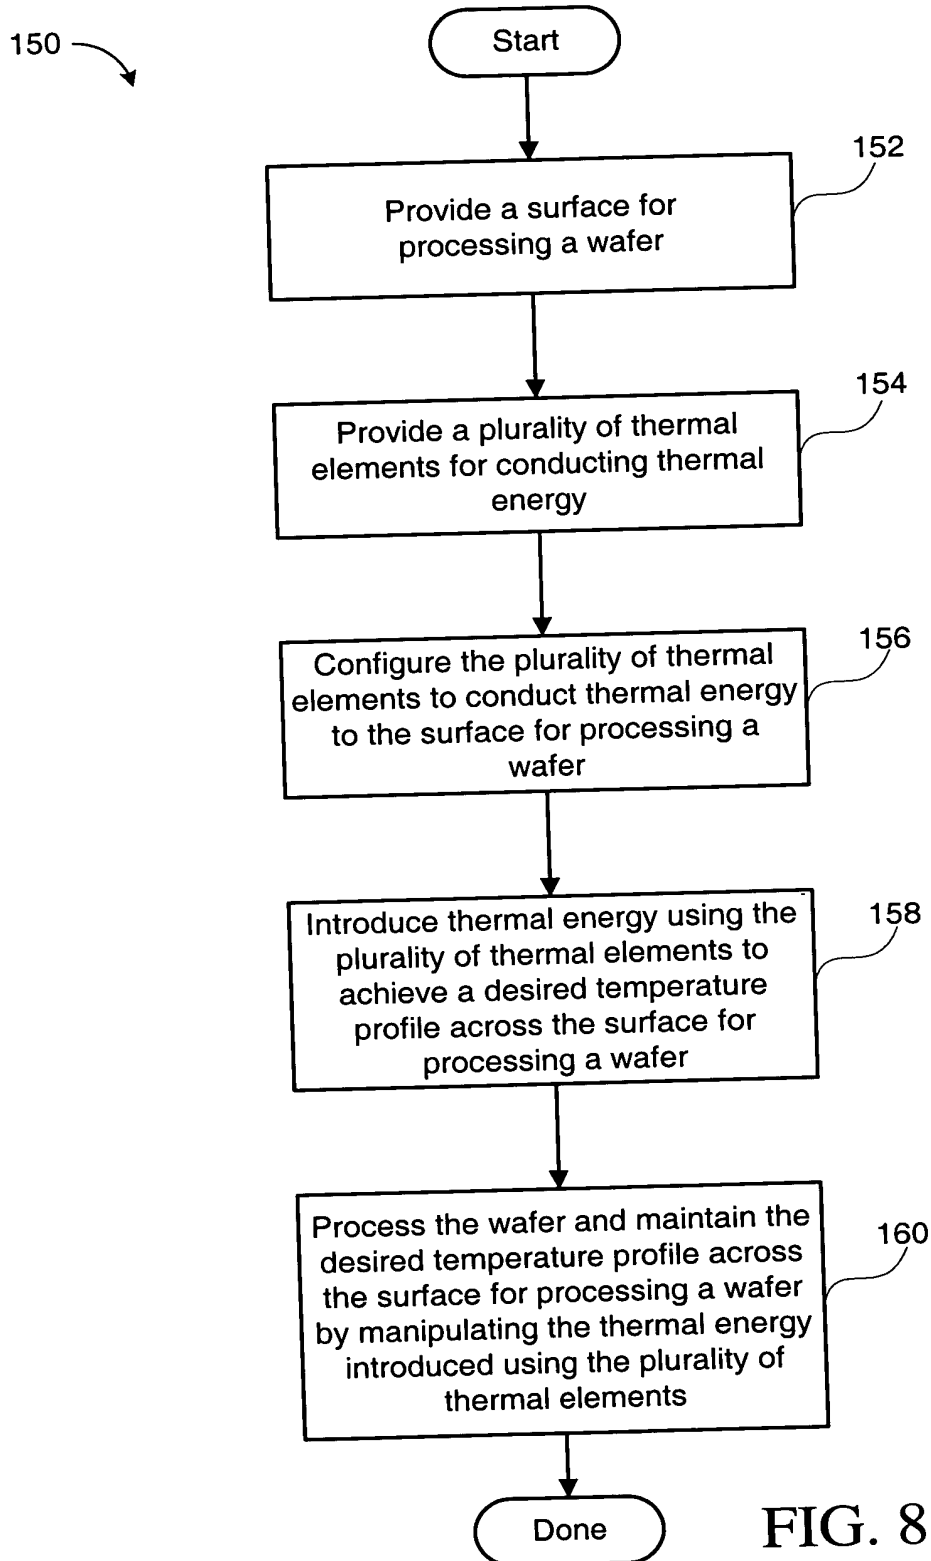 150
Start
152
Provide a surface for
processing a wafer
154
Provide a plurality of thermal
elements for conducting thermal
energy
156
Configure the plurality of thermal
elements to conduct thermal energy
to the surface for processing a
wafer
158
Introduce thermal energy using the
plurality of thermal elements to
achieve a desired temperature
profile across the surface for
processing a wafer
160
Process the wafer and maintain the
desired temperature profile across
the surface for processing a wafer
by manipulating the thermal energy
introduced using the plurality of
thermal elements
Done
FIG. 8